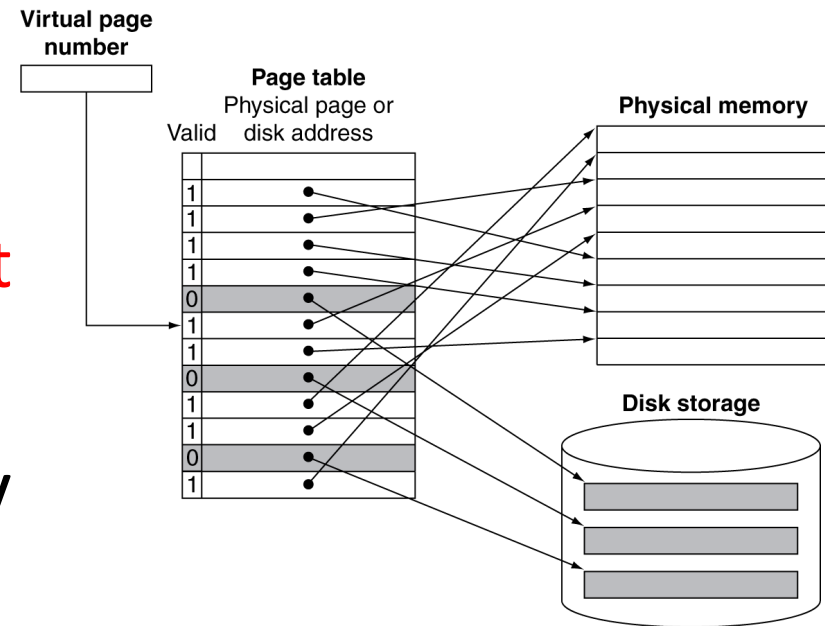 Virtual page
number
Page table
Physical page or
Valid disk address
Physical memory
1
1
1
1
0
1
1
0
1
1
0
1
t
y
Disk storage